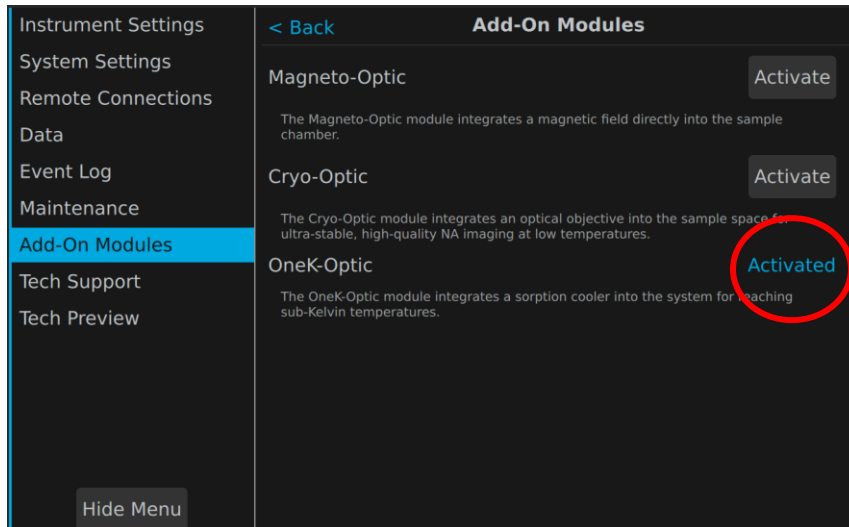 Instrument Settings
System Settings
Remote Connections
Data
Event Log
Maintenance
Add-On Modules
Tech Support
Tech Preview
Hide Menu
< Back
Add-On Modules
Magneto-Optic
Activate
The Magneto-Optic module integrates a magnetic field directly into the sample
chamber.
Cryo-Optic
Activate
The Cryo-Optic module integrates an optical objective into the sample space for
ultra-stable, high-quality NA imaging at low temperatures.
OneK-Optic
Activated
The OneK-Optic module integrates a sorption cooler into the system for reaching
sub-Kelvin temperatures.